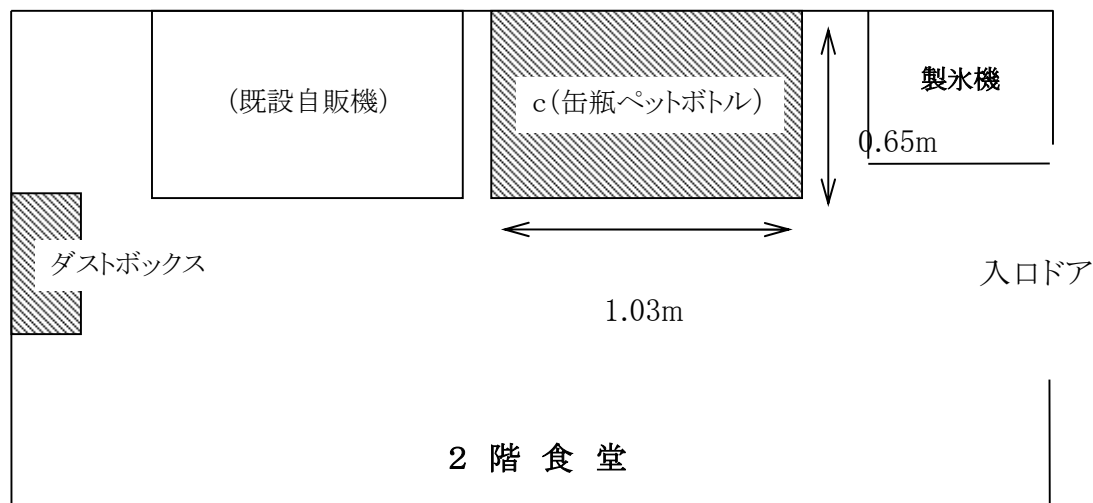 製氷機
(既設自販機)
c(缶瓶ペットボトル)
0.65m
ダストボックス
入口ドア
1.03m
2 階 食 堂